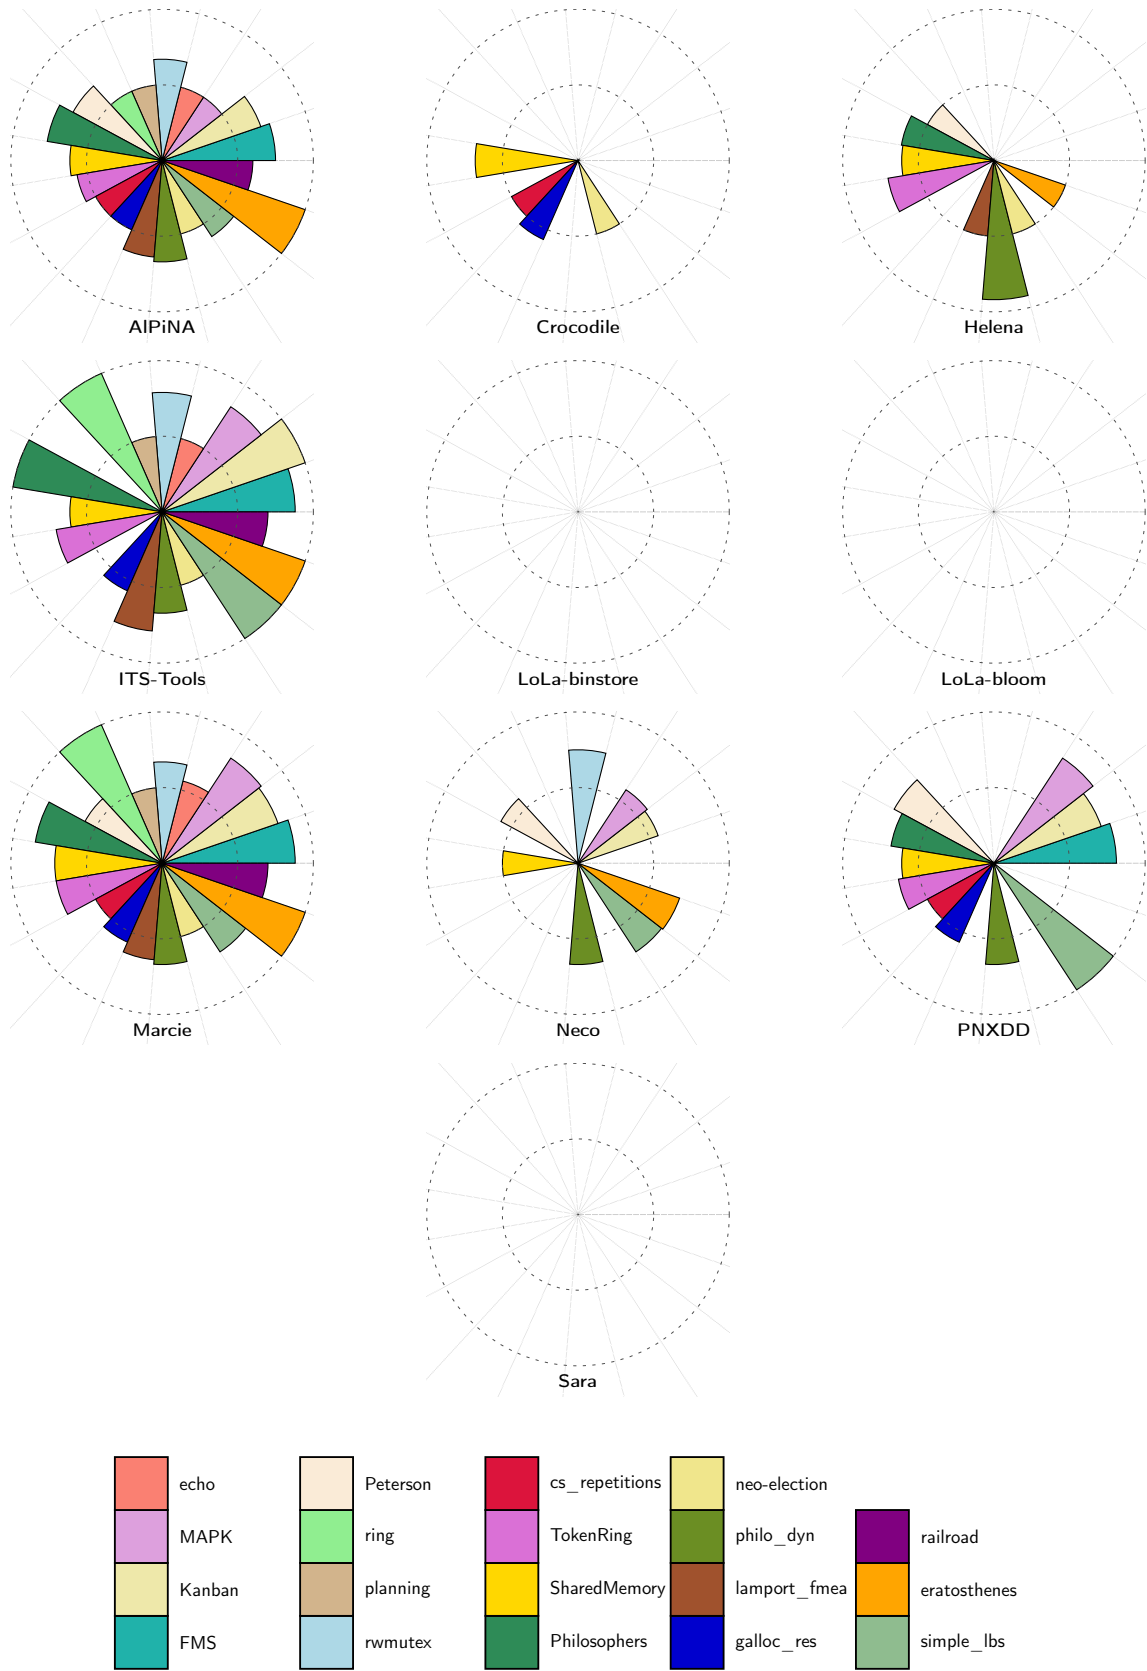 AlPiNA
Crocodile
Helena
ITS-Tools
LoLa-binstore
LoLa-bloom
Marcie
Neco
PNXDD
Sara
echo
MAPK
Kanban
FMS
Peterson
ring
planning
rwmutex
cs_repetitions
TokenRing
SharedMemory
Philosophers
neo-election
philo_dyn
lamport_fmea
galloc_res
railroad
eratosthenes
simple_lbs